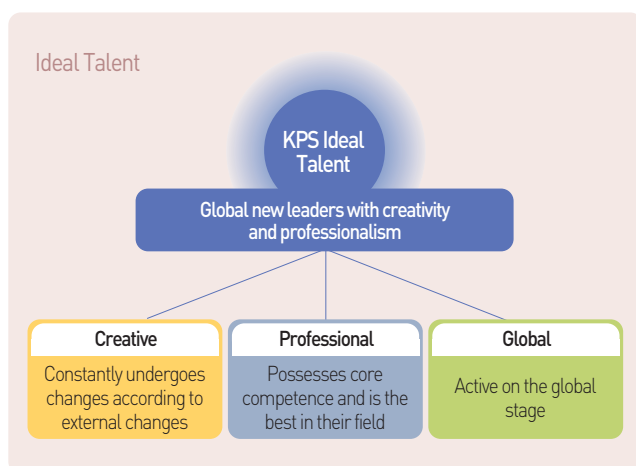 Ideal Talent
KPS Ideal
Talent
Global new leaders with creativity
and professionalism
Creative
Constantly undergoes
changes according to
external changes
Professional
Possesses core
competence and is the
best in their field
Global
Active on the global
stage